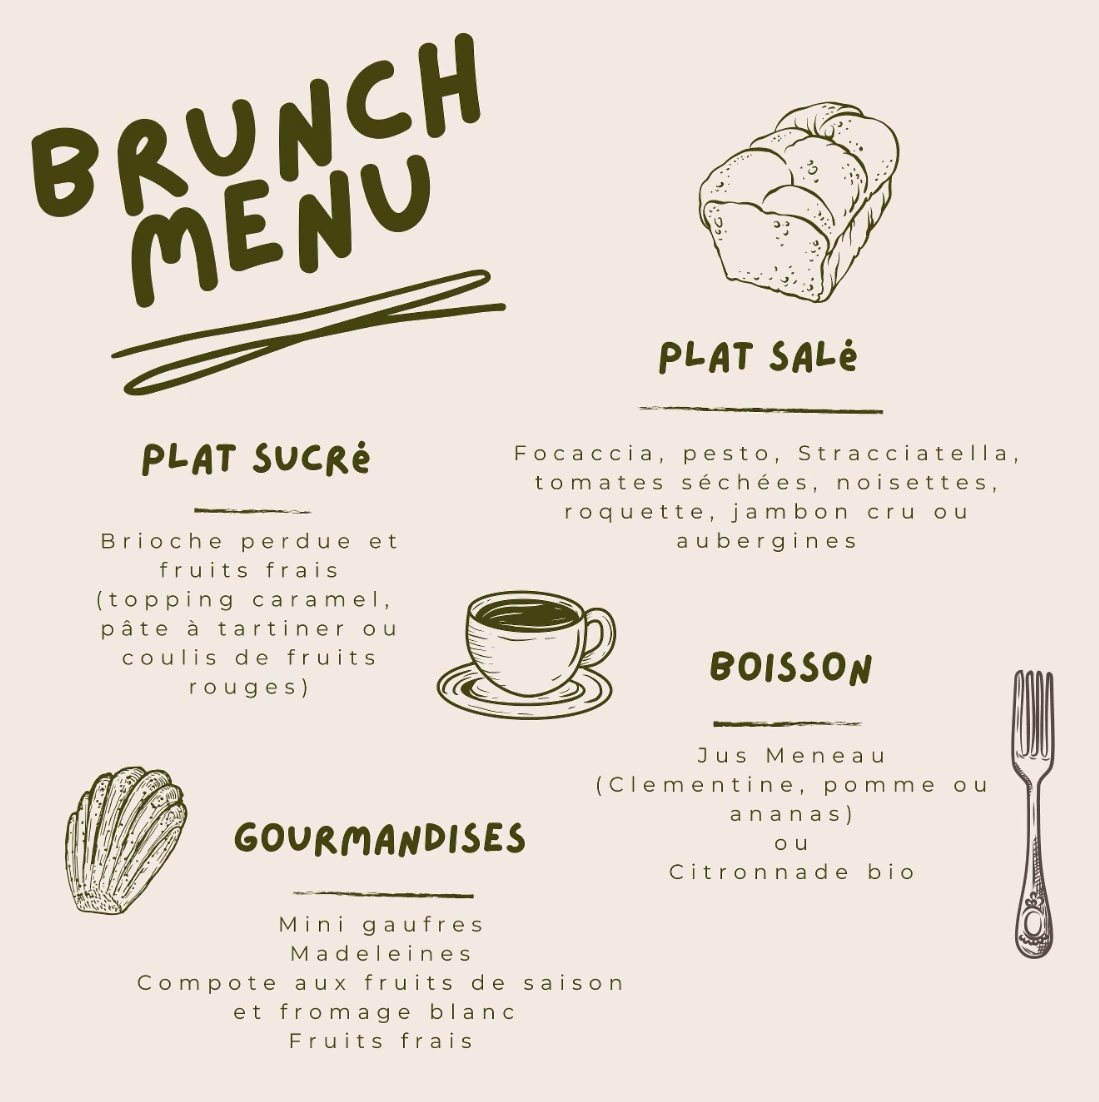 BRUNCH
MENU
PLAT SALé
Focaccia, pesto, Stracciatella,
tomates séchées, noisettes,
roquette, jambon cru ou
aubergines
PLAT SUCRé
Brioche perdue et
fruits frais
(topping caramel,
pâte à tartiner ou
coulis de fruits
rouges)
BOISSON
Jus Meneau
(Clementine, pomme ou
ananas)
ou
Citronnade bio
GOURMANDISES
Mini gaufres
Madeleines
Compote aux fruits de saison
et fromage blanc
Fruits frais